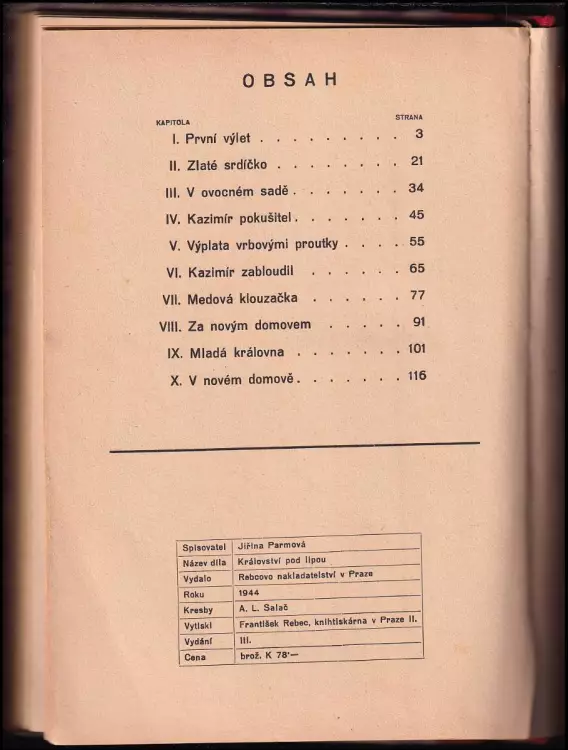 OBSAH
KAPITOLA STRANA
I. První výlet . . . . . . . . . 3
II. Zlaté srdíčko . . . . . . . . 21
III. V ovocném sadě . . . . . . . 34
IV. Kazimír pokušitel . . . . . . . 45
V. Výplata vrbovými proutky . . . . 55
VI. Kazimír zabloudil . . . . . . 65
VII. Medová klouzačka . . . . . . 77
VIII. Za novým domovem . . . . . . 91
IX. Mladá královna . . . . . . . 101
X. V novém domově . . . . . . . 116
Spisovatel Jiřina Parmová
Název díla Království pod lipou
Vydalo Rebcovo nakladatelství v Praze
Roku 1944
Kresby A. L. Salač
Vytiskl František Rebec, knihtiskárna v Praze II.
Vydání III.
Cena brož. K 78·—